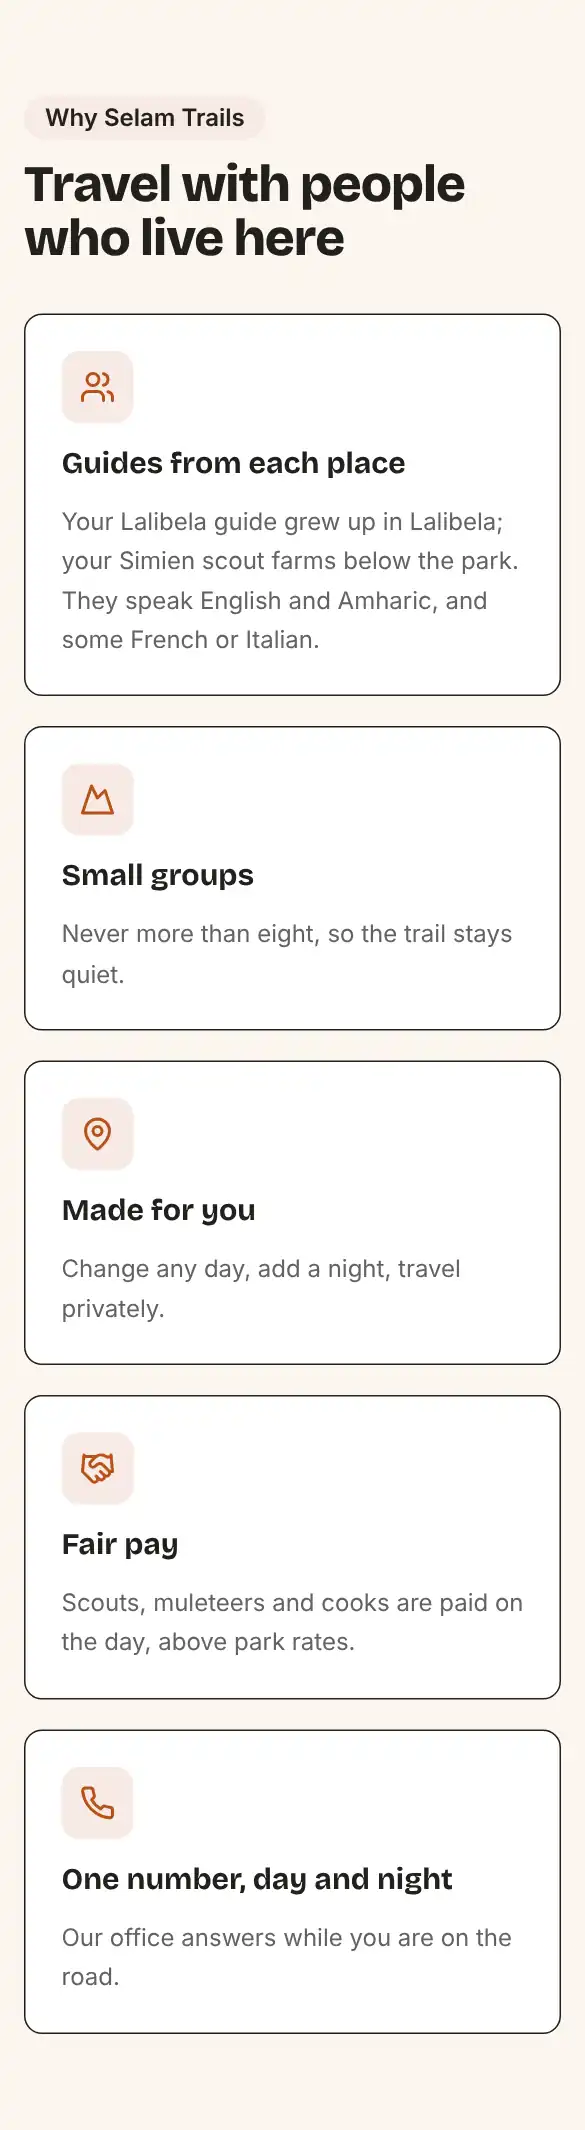 Why Selam Trails
Travel with people
who live here
Guides from each place
Your Lalibela guide grew up in Lalibela;
your Simien scout farms below the park.
They speak English and Amharic, and
some French or Italian.
Small groups
Never more than eight, so the trail stays
quiet.
Made for you
Change any day, add a night, travel
privately.
Fair pay
Scouts, muleteers and cooks are paid on
the day, above park rates.
One number, day and night
Our office answers while you are on the
road.